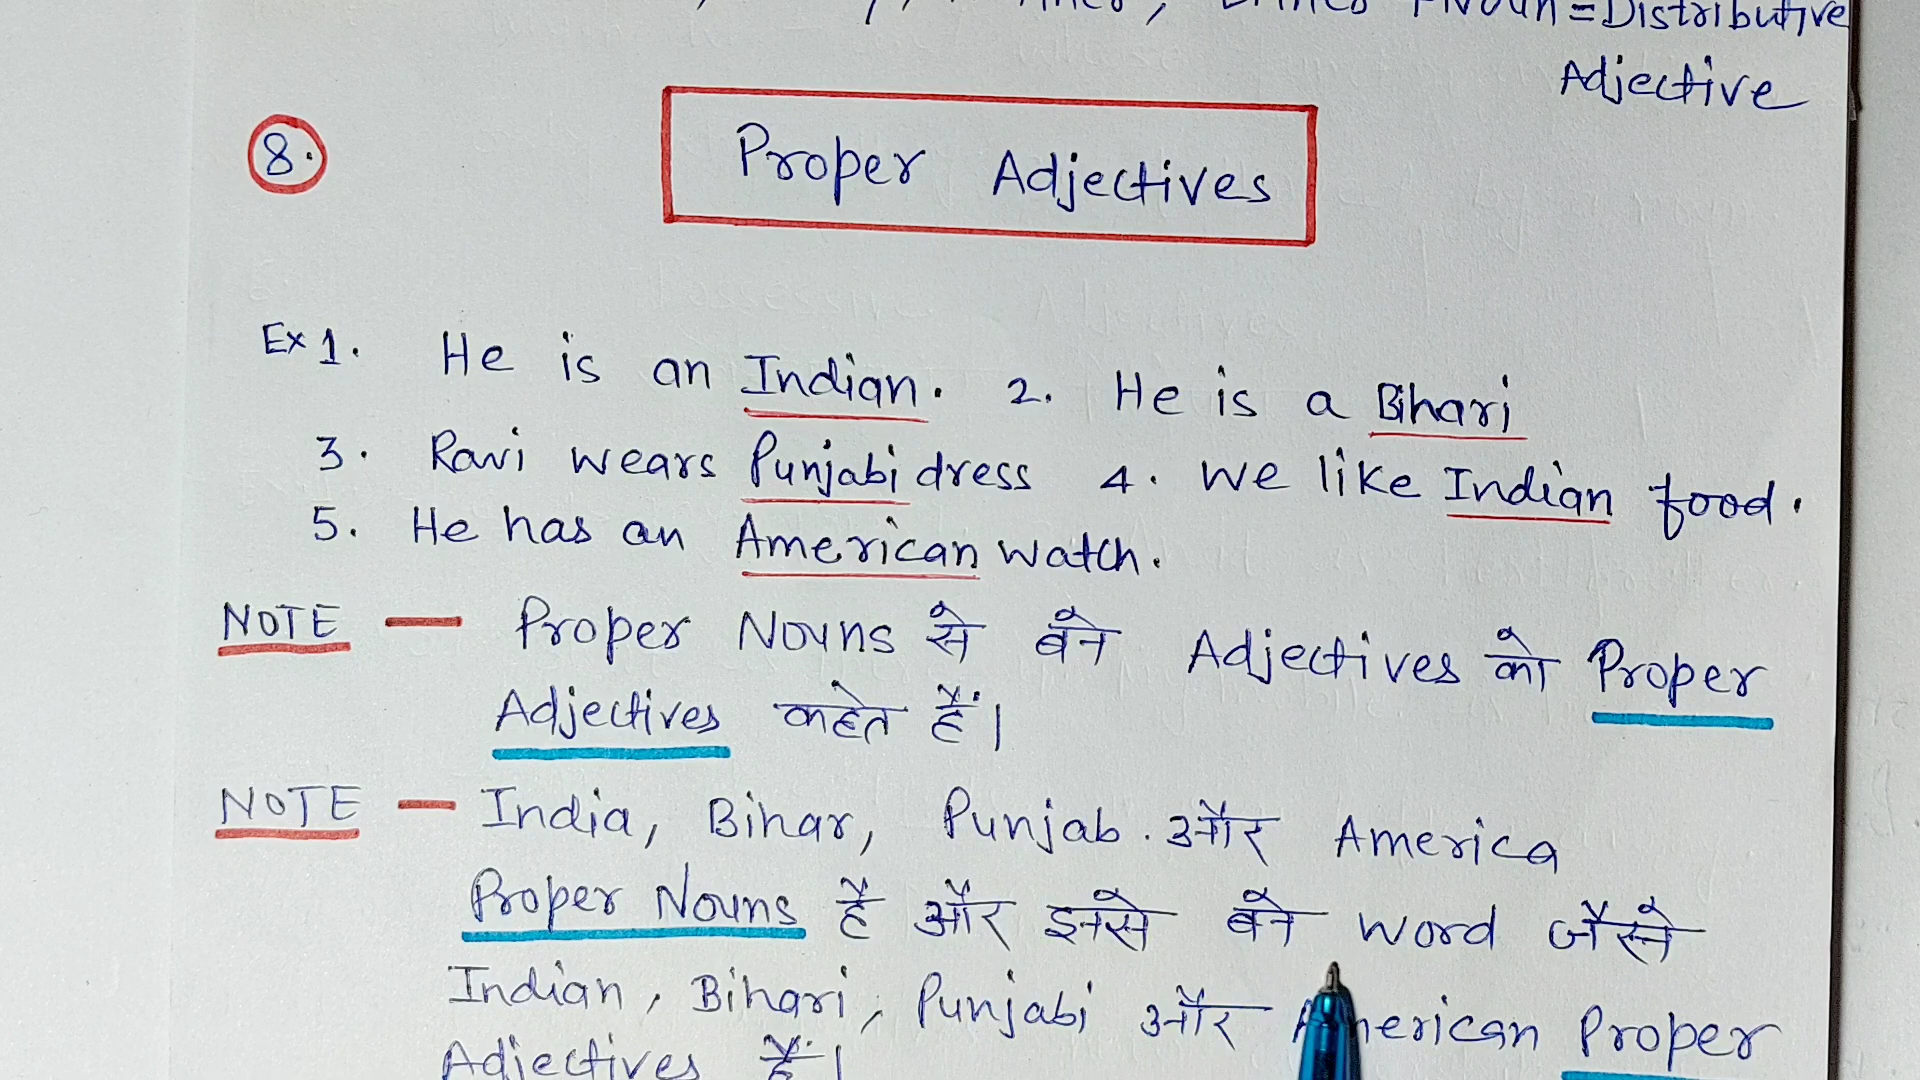 Noun = Distributive
Adjective
8.
Proper Adjectives
Ex 1. He is an Indian. 2. He is a Bihari
3. Ravi wears Punjabi dress 4. We like Indian food.
5. He has an American watch.
NOTE — Proper Nouns से बने Adjectives को Proper
Adjectives कहते हैं।
NOTE — India, Bihar, Punjab. और America
Proper Nouns है और इनसे बने word जैसे
Indian, Bihari, Punjabi और American Proper
Adjectives हैं।